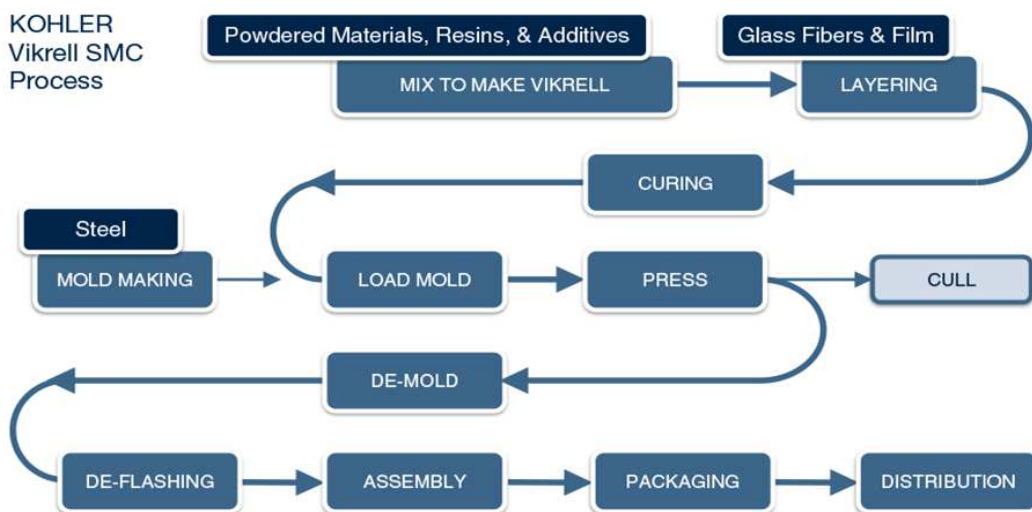 KOHLER
Vikrell SMC
Process
Powdered Materials, Resins, & Additives
Glass Fibers & Film
MIX TO MAKE VIKRELL
LAYERING
CURING
Steel
MOLD MAKING
LOAD MOLD
PRESS
CULL
DE-MOLD
DE-FLASHING
ASSEMBLY
PACKAGING
DISTRIBUTION